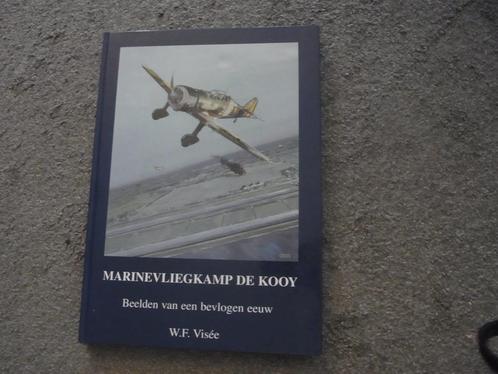 MARINEVLIEGKAMP DE KOOY
Beelden van een bevlogen eeuw
W.F. Visée